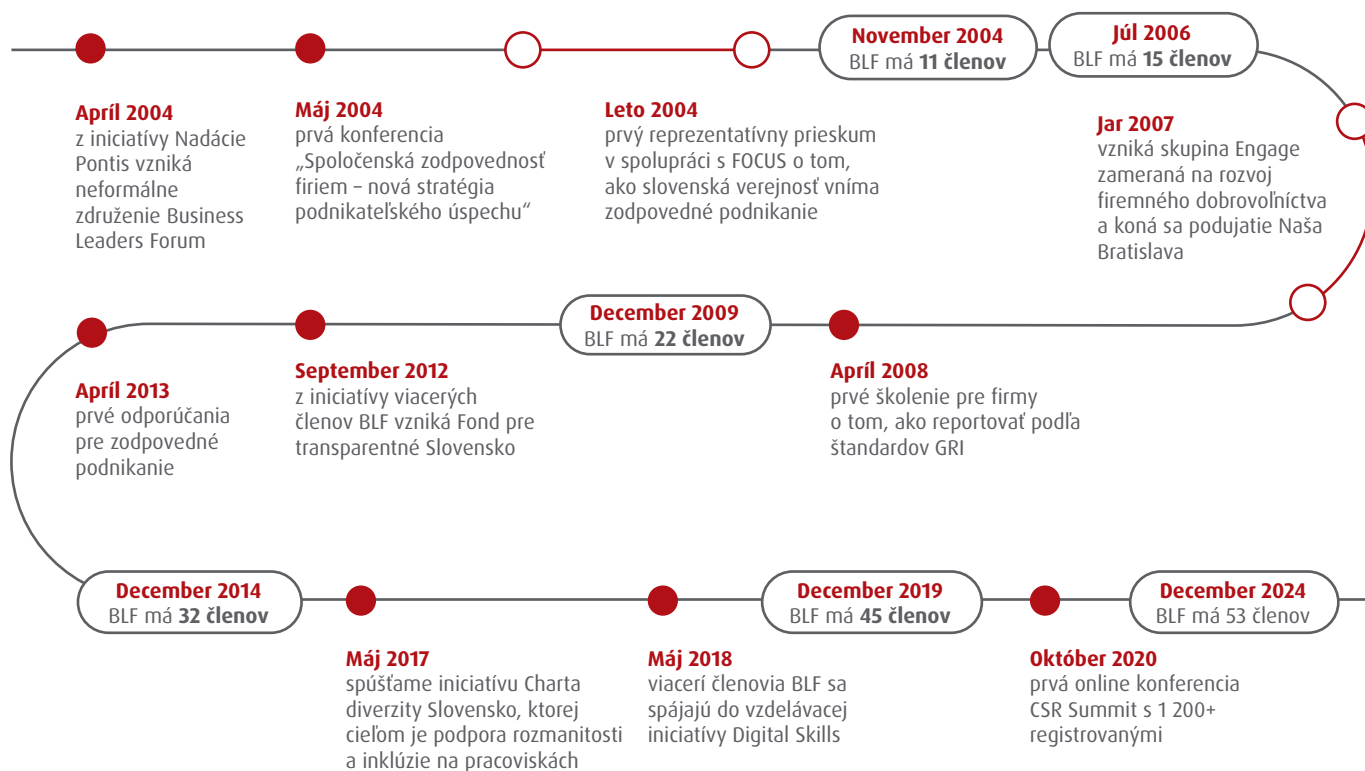 November 2004
BLF má 11 členov
Júl 2006
BLF má 15 členov
Apríl 2004
z iniciatívy Nadácie
Pontis vzniká
neformálne
združenie Business
Leaders Forum
Máj 2004
prvá konferencia
„Spoločenská zodpovednosť
firiem – nová stratégia
podnikateľského úspechu“
Leto 2004
prvý reprezentatívny prieskum
v spolupráci s FOCUS o tom,
ako slovenská verejnosť vníma
zodpovedné podnikanie
Jar 2007
vzniká skupina Engage
zameraná na rozvoj
firemného dobrovoľníctva
a koná sa podujatie Naša
Bratislava
December 2009
BLF má 22 členov
Apríl 2013
prvé odporúčania
pre zodpovedné
podnikanie
September 2012
z iniciatívy viacerých
členov BLF vzniká Fond pre
transparentné Slovensko
Apríl 2008
prvé školenie pre firmy
o tom, ako reportovať podľa
štandardov GRI
December 2014
BLF má 32 členov
December 2019
BLF má 45 členov
December 2024
BLF má 53 členov
Máj 2017
spúšťame iniciatívu Charta
diverzity Slovensko, ktorej
cieľom je podpora rozmanitosti
a inklúzie na pracoviskách
Máj 2018
viacerí členovia BLF sa
spájajú do vzdelávacej
iniciatívy Digital Skills
Október 2020
prvá online konferencia
CSR Summit s 1 200+
registrovanými